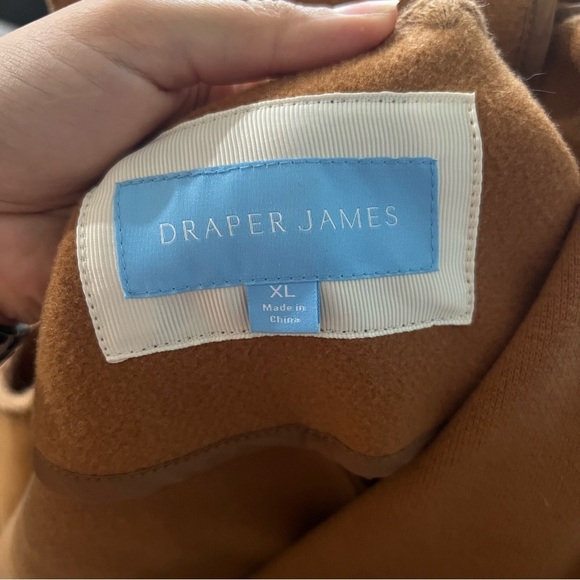 DRAPER JAMES
XL
Made in
China